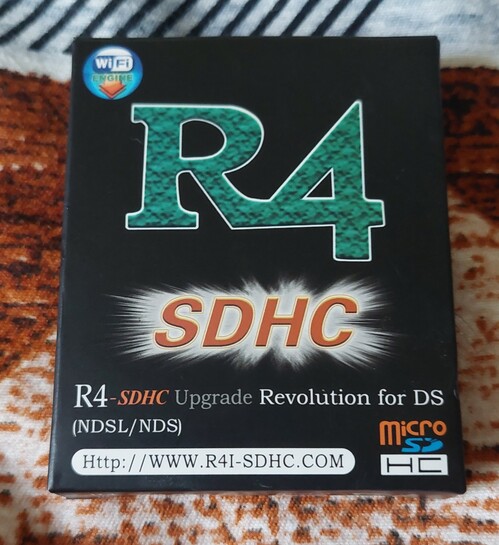 WiFi
ENGINE
R4
SDHC
R4-SDHC Upgrade Revolution for DS
(NDSL/NDS)
micro
SD
HC
Http://WWW.R4I-SDHC.COM